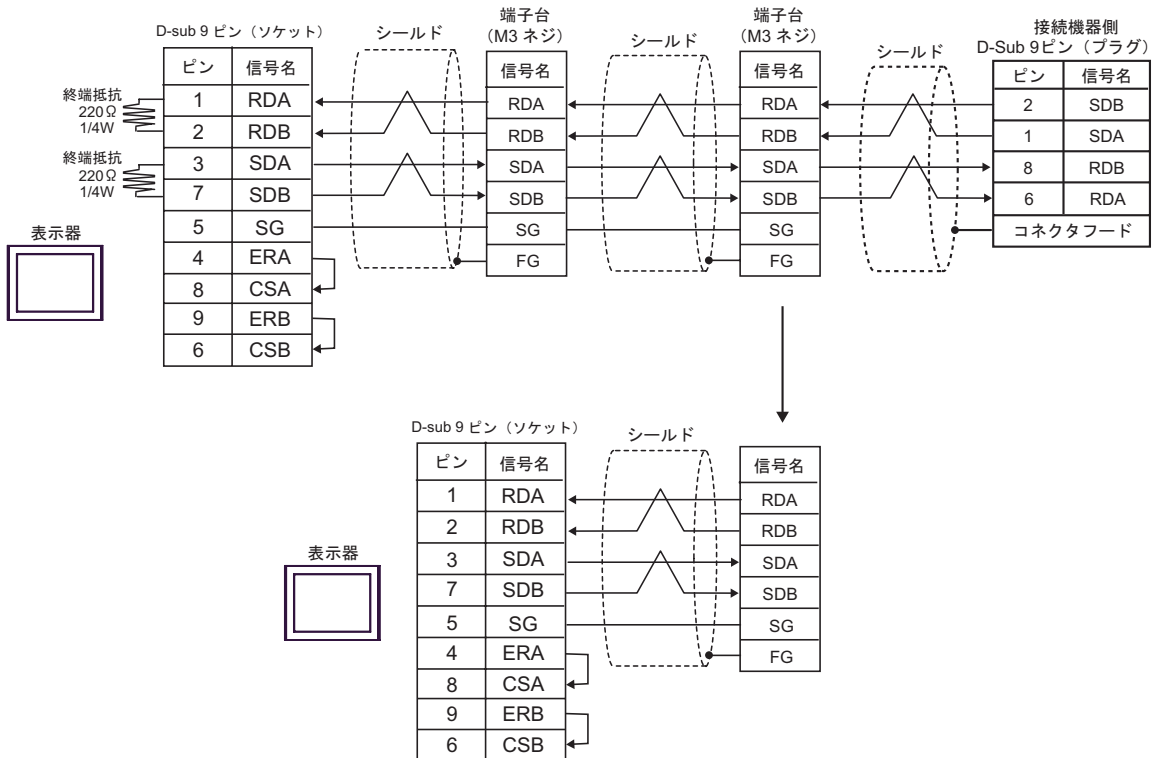 D-sub 9 ピン（ソケット）
ピン 信号名
1 RDA
2 RDB
3 SDA
7 SDB
5 SG
4 ERA
8 CSA
9 ERB
6 CSB
終端抵抗
220Ω
1/4W
終端抵抗
220Ω
1/4W
表示器
シールド
端子台
(M3 ネジ)
信号名
RDA
RDB
SDA
SDB
SG
FG
シールド
端子台
(M3 ネジ)
信号名
RDA
RDB
SDA
SDB
SG
FG
シールド
接続機器側
D-Sub 9ピン（プラグ）
ピン 信号名
2 SDB
1 SDA
8 RDB
6 RDA
コネクタフード
D-sub 9 ピン（ソケット）
ピン 信号名
1 RDA
2 RDB
3 SDA
7 SDB
5 SG
4 ERA
8 CSA
9 ERB
6 CSB
表示器
シールド
信号名
RDA
RDB
SDA
SDB
SG
FG